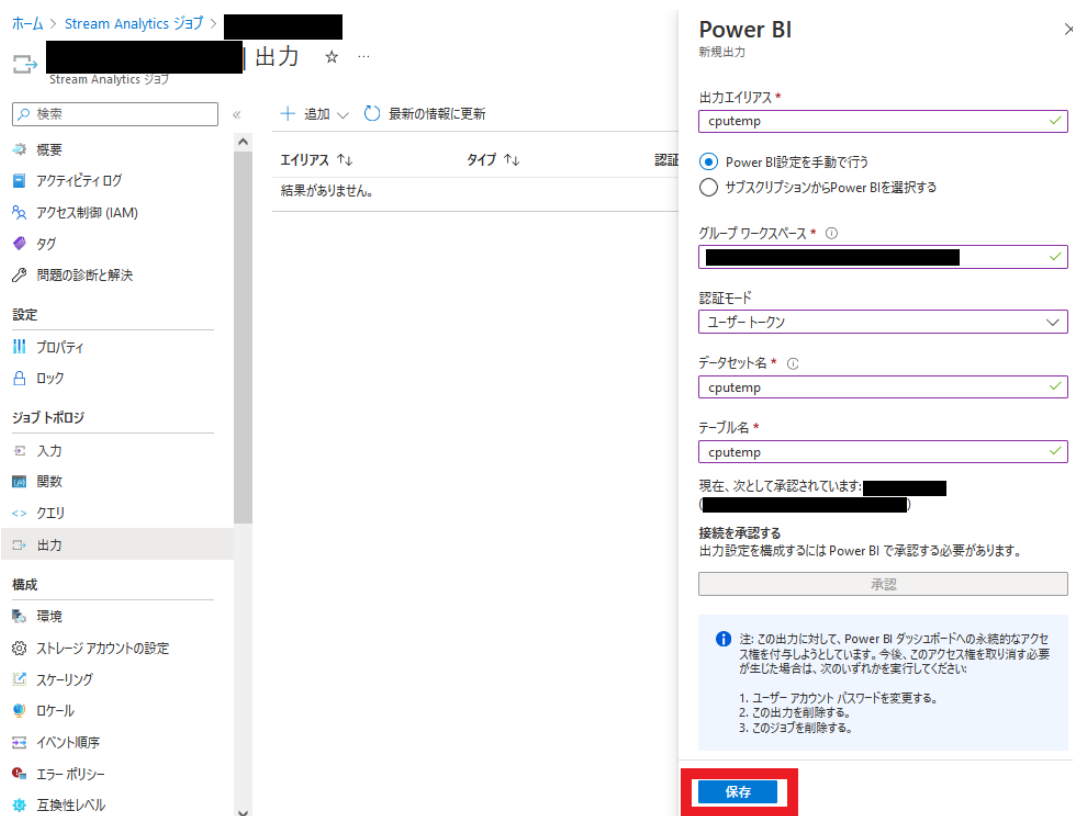 ホーム > Stream Analytics ジョブ >
| 出力 ☆ …
Stream Analytics ジョブ
検索 «
概要
アクティビティ ログ
アクセス制御 (IAM)
タグ
問題の診断と解決
設定
プロパティ
ロック
ジョブ トポロジ
入力
関数
クエリ
出力
構成
環境
ストレージ アカウントの設定
スケーリング
ロケール
イベント順序
エラー ポリシー
互換性レベル
+ 追加 最新の情報に更新
エイリアス ↑↓ タイプ ↑↓ 認証
結果がありません。
Power BI
新規出力
出力エイリアス *
cputemp
Power BI設定を手動で行う
サブスクリプションからPower BIを選択する
グループ ワークスペース *
認証モード
ユーザー トークン
データセット名 *
cputemp
テーブル名 *
cputemp
現在、次として承認されています:
( )
接続を承認する
出力設定を構成するには Power BI で承認する必要があります。
承認
注: この出力に対して、Power BI ダッシュボードへの永続的なアクセ
ス権を付与しようとしています。今後、このアクセス権を取り消す必要
が生じた場合は、次のいずれかを実行してください:
1. ユーザー アカウント パスワードを変更する。
2. この出力を削除する。
3. このジョブを削除する。
保存